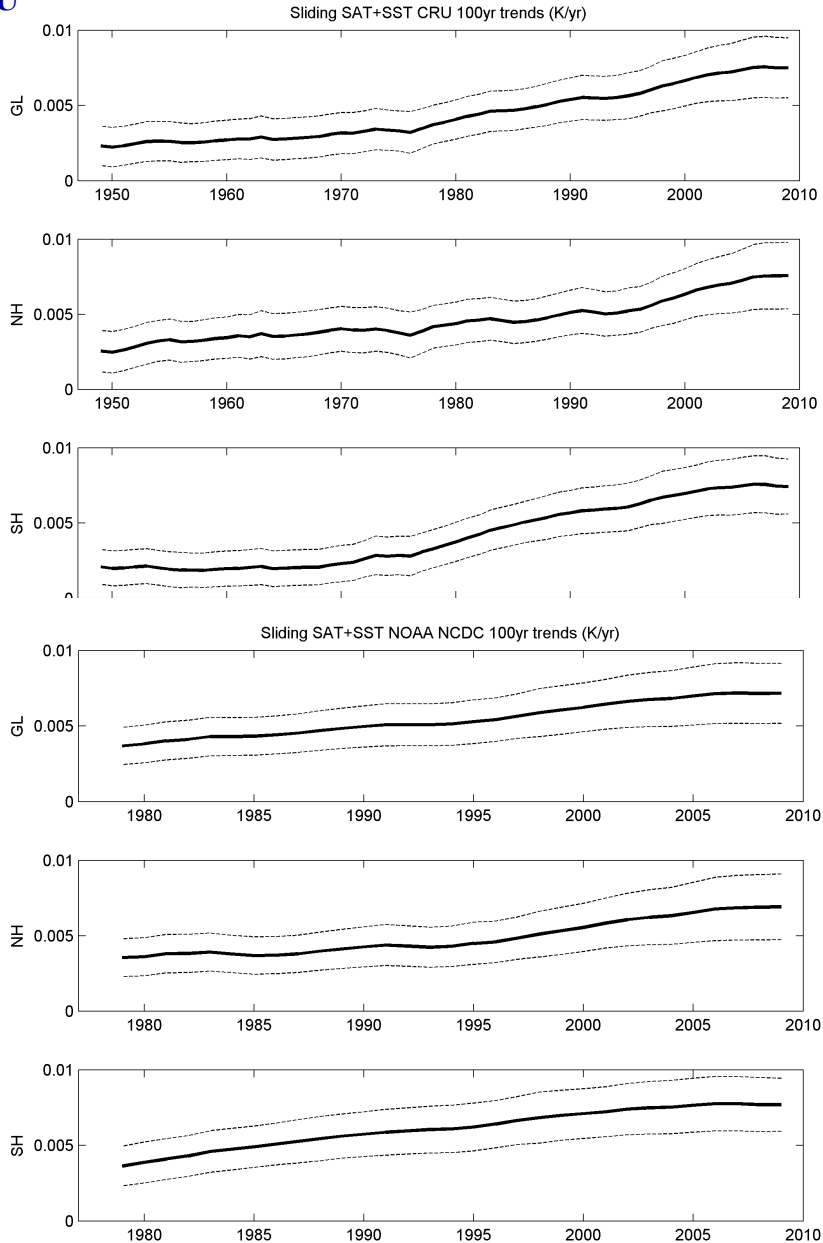 U
Sliding SAT+SST CRU 100yr trends (K/yr)
0.01
GL 0.005
0
1950 1960 1970 1980 1990 2000 2010
0.01
NH 0.005
0
1950 1960 1970 1980 1990 2000 2010
0.01
SH 0.005
0
Sliding SAT+SST NOAA NCDC 100yr trends (K/yr)
0.01
GL 0.005
0
1980 1985 1990 1995 2000 2005 2010
0.01
NH 0.005
0
1980 1985 1990 1995 2000 2005 2010
0.01
SH 0.005
0
1980 1985 1990 1995 2000 2005 2010